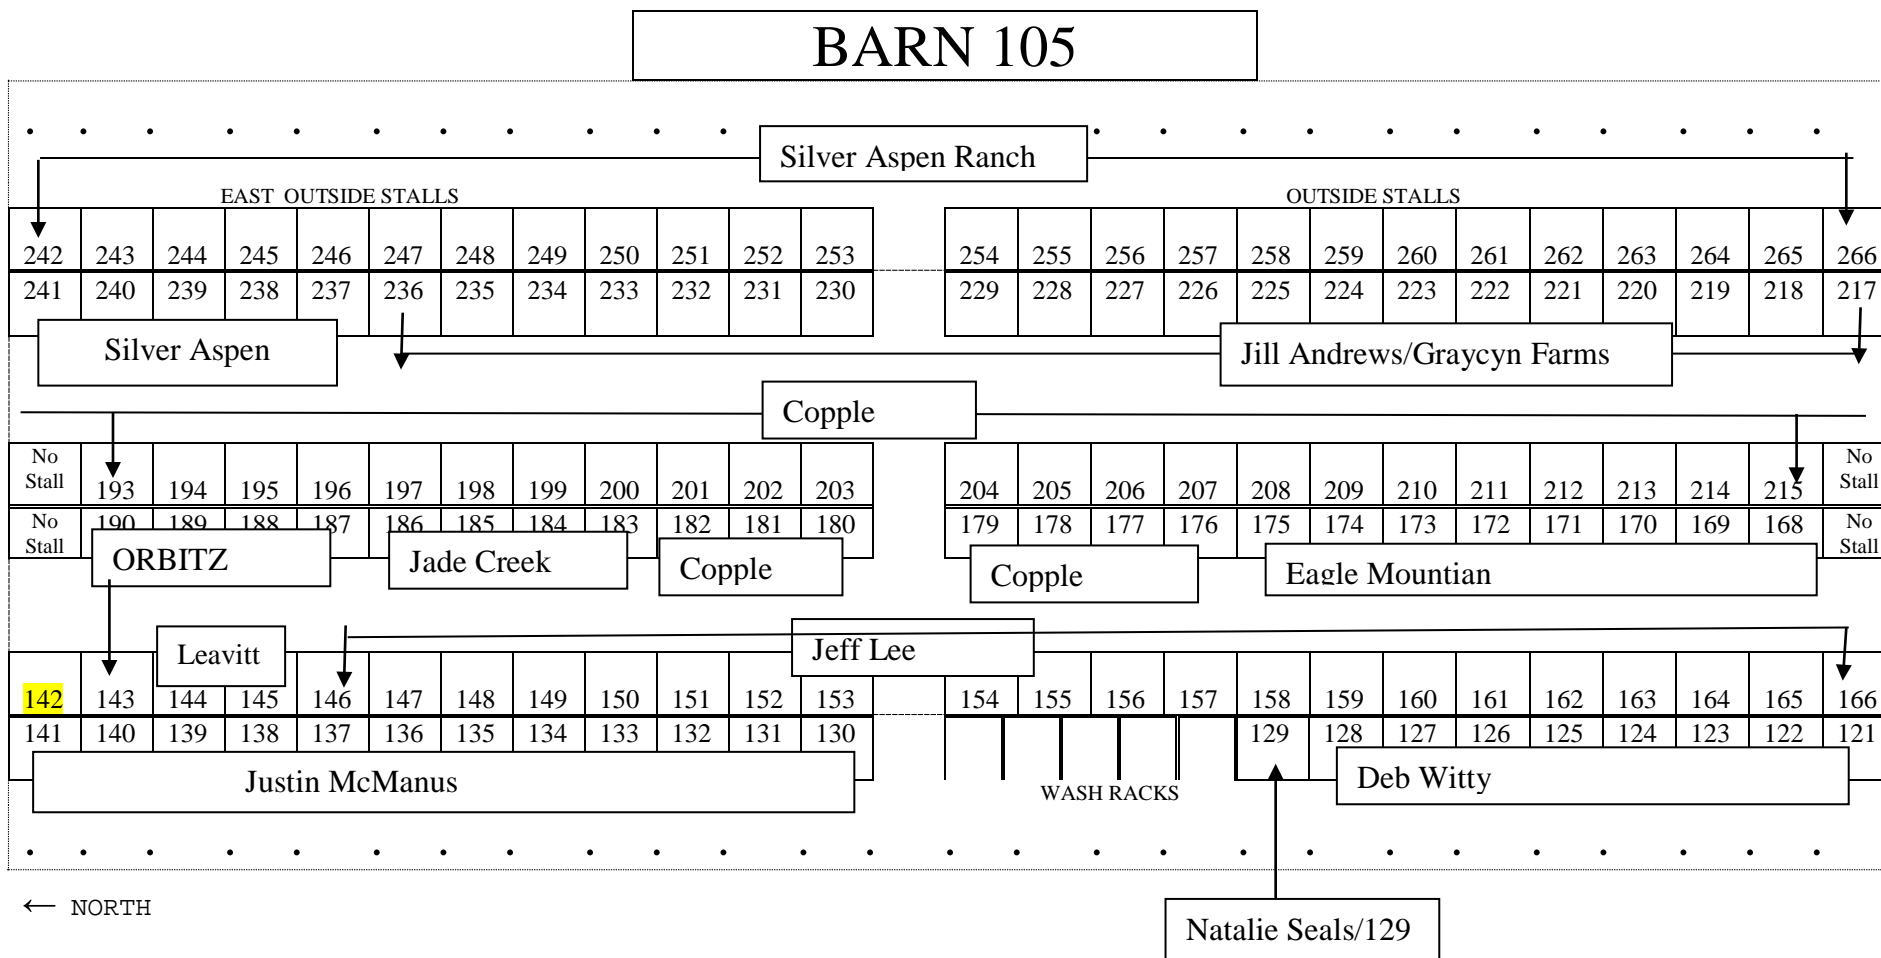 BARN 105
Silver Aspen Ranch
EAST OUTSIDE STALLS OUTSIDE STALLS
242 243 244 245 246 247 248 249 250 251 252 253 254 255 256 257 258 259 260 261 262 263 264 265 266
241 240 239 238 237 236 235 234 233 232 231 230 229 228 227 226 225 224 223 222 221 220 219 218 217
Silver Aspen Jill Andrews/Graycyn Farms
Copple
No Stall 193 194 195 196 197 198 199 200 201 202 203 204 205 206 207 208 209 210 211 212 213 214 215 No Stall
No Stall 190 189 188 187 186 185 184 183 182 181 180 179 178 177 176 175 174 173 172 171 170 169 168 No Stall
ORBITZ Jade Creek Copple Copple Eagle Mountian
Leavitt Jeff Lee
142 143 144 145 146 147 148 149 150 151 152 153 154 155 156 157 158 159 160 161 162 163 164 165 166
141 140 139 138 137 136 135 134 133 132 131 130 129 128 127 126 125 124 123 122 121
Justin McManus WASH RACKS Deb Witty
← NORTH
Natalie Seals/129